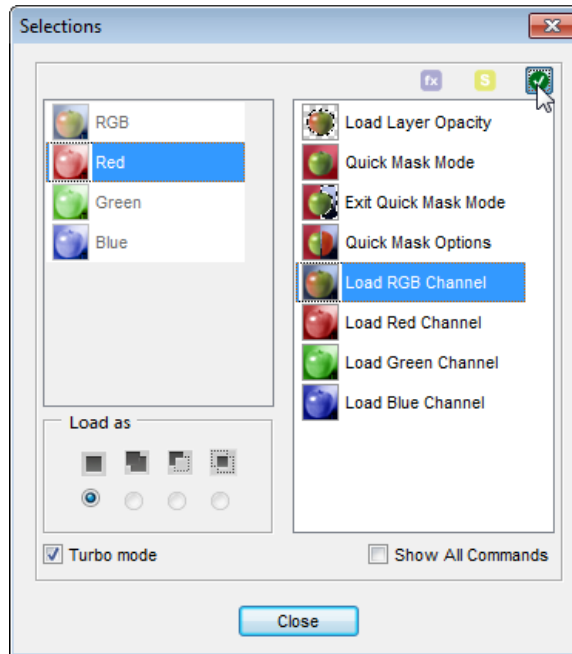 Selections
fx S
RGB
Red
Green
Blue
Load Layer Opacity
Quick Mask Mode
Exit Quick Mask Mode
Quick Mask Options
Load RGB Channel
Load Red Channel
Load Green Channel
Load Blue Channel
Load as
Turbo mode
Show All Commands
Close